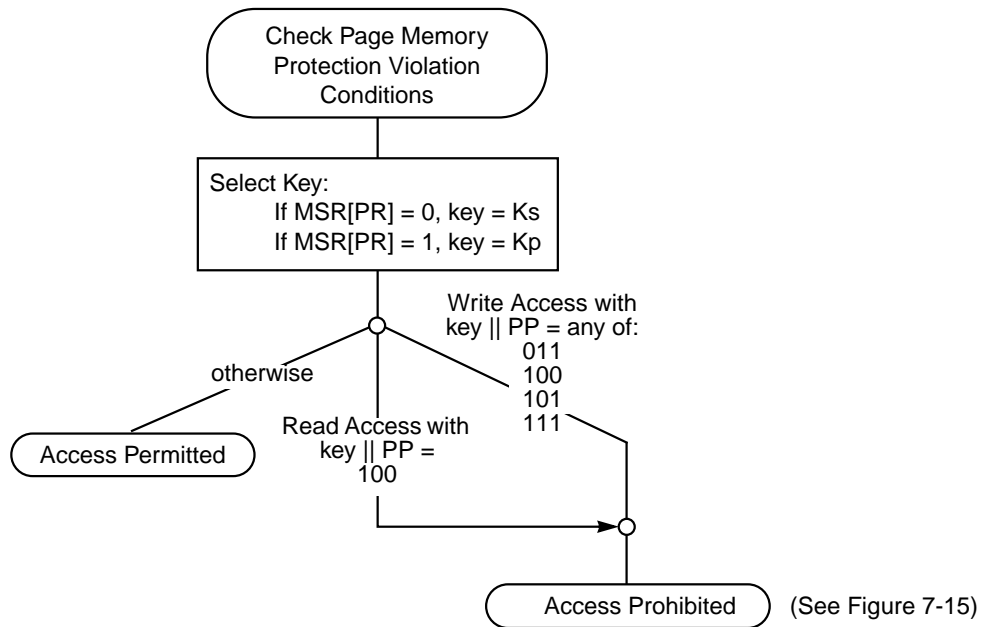 Check Page Memory
Protection Violation
Conditions
Select Key:
If MSR[PR] = 0, key = Ks
If MSR[PR] = 1, key = Kp
Write Access with
key || PP = any of:
011
100
101
111
otherwise
Read Access with
key || PP =
100
Access Permitted
Access Prohibited
(See Figure 7-15)